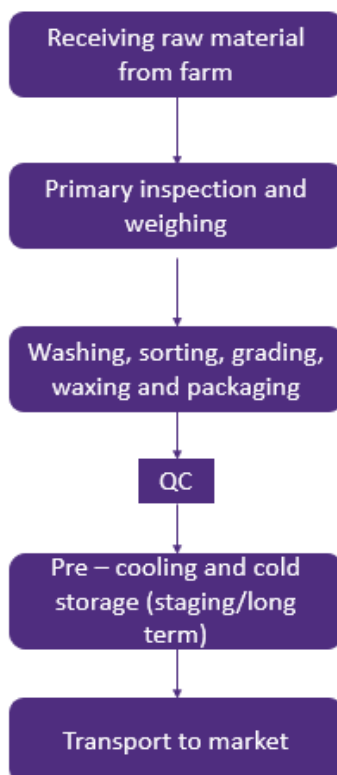 Receiving raw material
from farm
Primary inspection and
weighing
Washing, sorting, grading,
waxing and packaging
QC
Pre – cooling and cold
storage (staging/long
term)
Transport to market